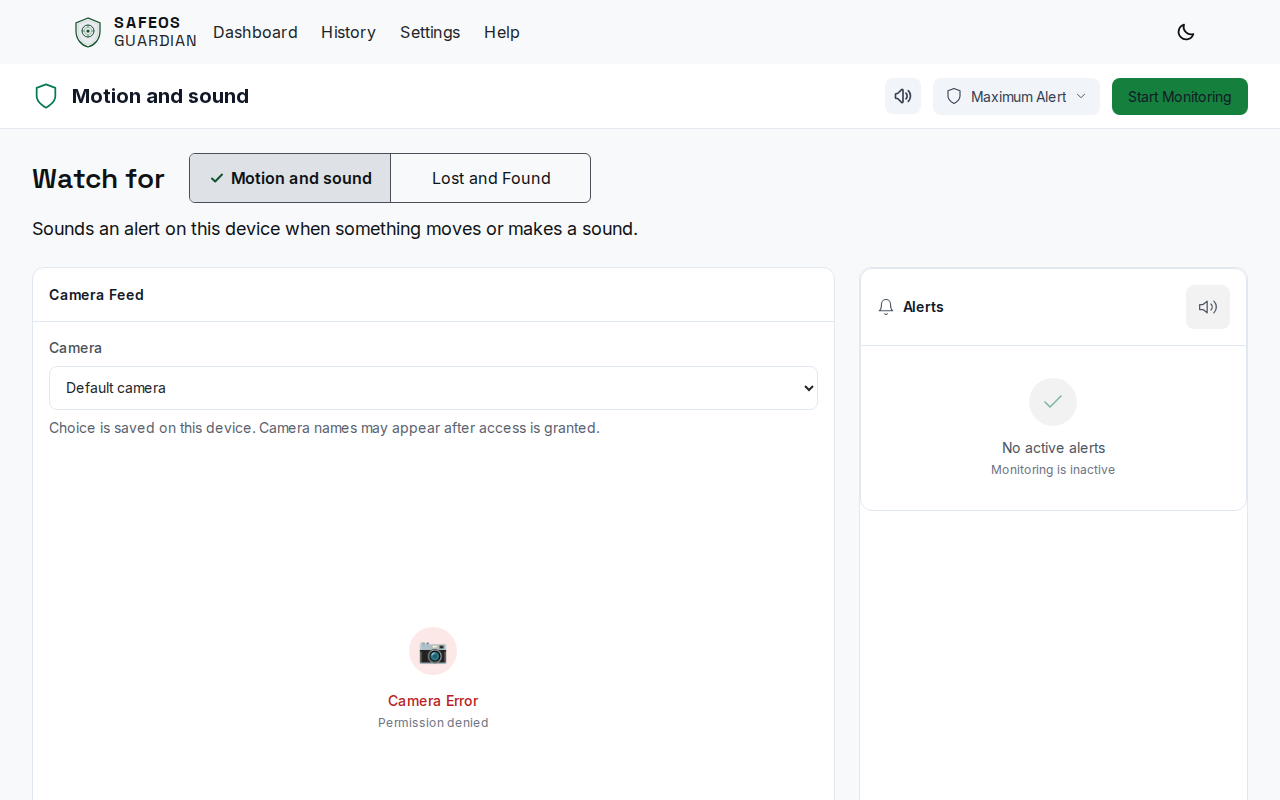 SAFEOS
GUARDIAN
Dashboard
History
Settings
Help
Motion and sound
Maximum Alert
Start Monitoring
Watch for
Motion and sound
Lost and Found
Sounds an alert on this device when something moves or makes a sound.
Camera Feed
Camera
Default camera
Choice is saved on this device. Camera names may appear after access is granted.
Camera Error
Permission denied
Alerts
No active alerts
Monitoring is inactive